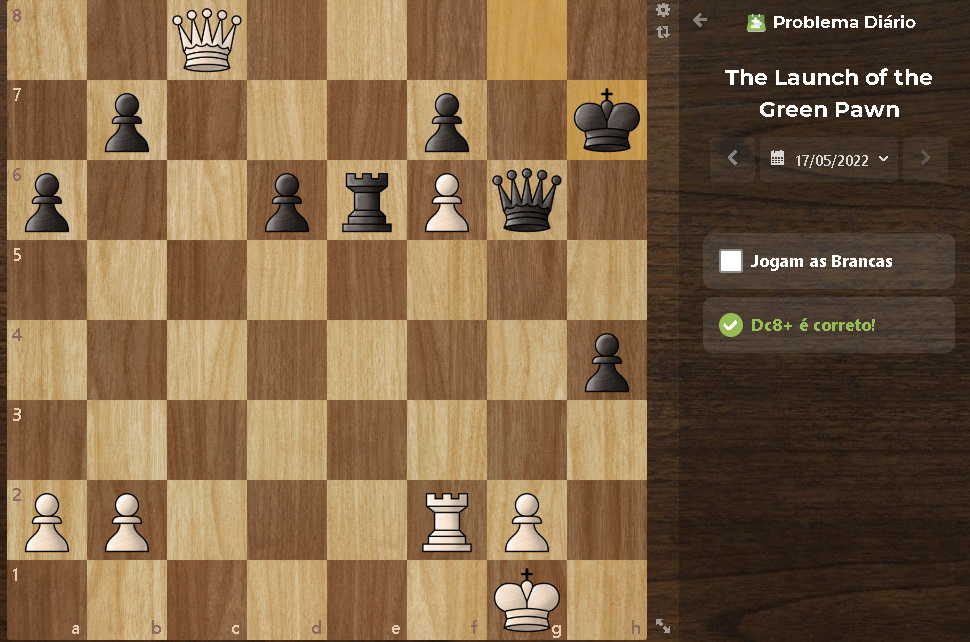 Problema Diário
The Launch of the
Green Pawn
17/05/2022
Jogam as Brancas
Dc8+ é correto!
8
7
6
5
4
3
2
1
a b c d e f g h